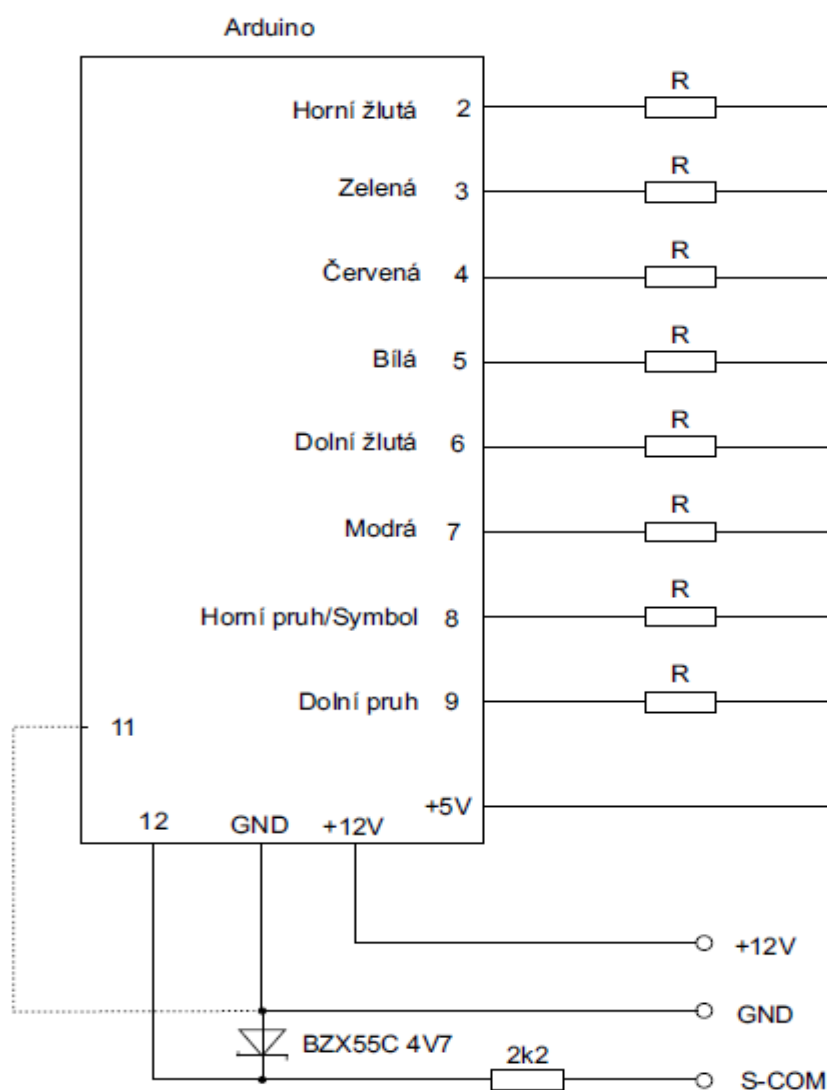 Arduino
Horní žlutá 2 R
Zelená 3 R
Červená 4 R
Bílá 5 R
Dolní žlutá 6 R
Modrá 7 R
Horní pruh/Symbol 8 R
Dolní pruh 9 R
11
+5V
12 GND +12V
+12V
GND
BZX55C 4V7
2k2
S-COM